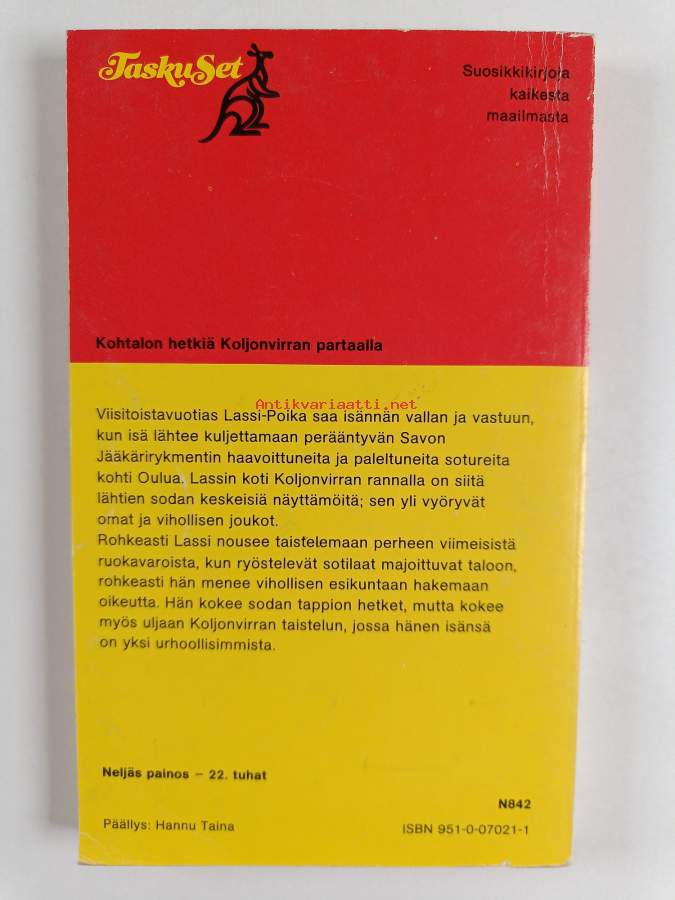 TaskuSet
Suosikkikirjoja
kaikesta
maailmasta
Kohtalon hetkiä Koljonvirran partaalla
Antikvariaatti.net
Viisitoistavuotias Lassi-Poika saa isännän vallan ja vastuun,
kun isä lähtee kuljettamaan perääntyvän Savon
Jääkärirykmentin haavoittuneita ja paleltuneita sotureita
kohti Oulua. Lassin koti Koljonvirran rannalla on siitä
lähtien sodan keskeisiä näyttämöitä; sen yli vyöryvät
omat ja vihollisen joukot.
Rohkeasti Lassi nousee taistelemaan perheen viimeisistä
ruokavaroista, kun ryöstelevät sotilaat majoittuvat taloon,
rohkeasti hän menee vihollisen esikuntaan hakemaan
oikeutta. Hän kokee sodan tappion hetket, mutta kokee
myös uljaan Koljonvirran taistelun, jossa hänen isänsä
on yksi urhoollisimmista.
Neljäs painos – 22. tuhat
N842
Päällys: Hannu Taina
ISBN 951-0-07021-1